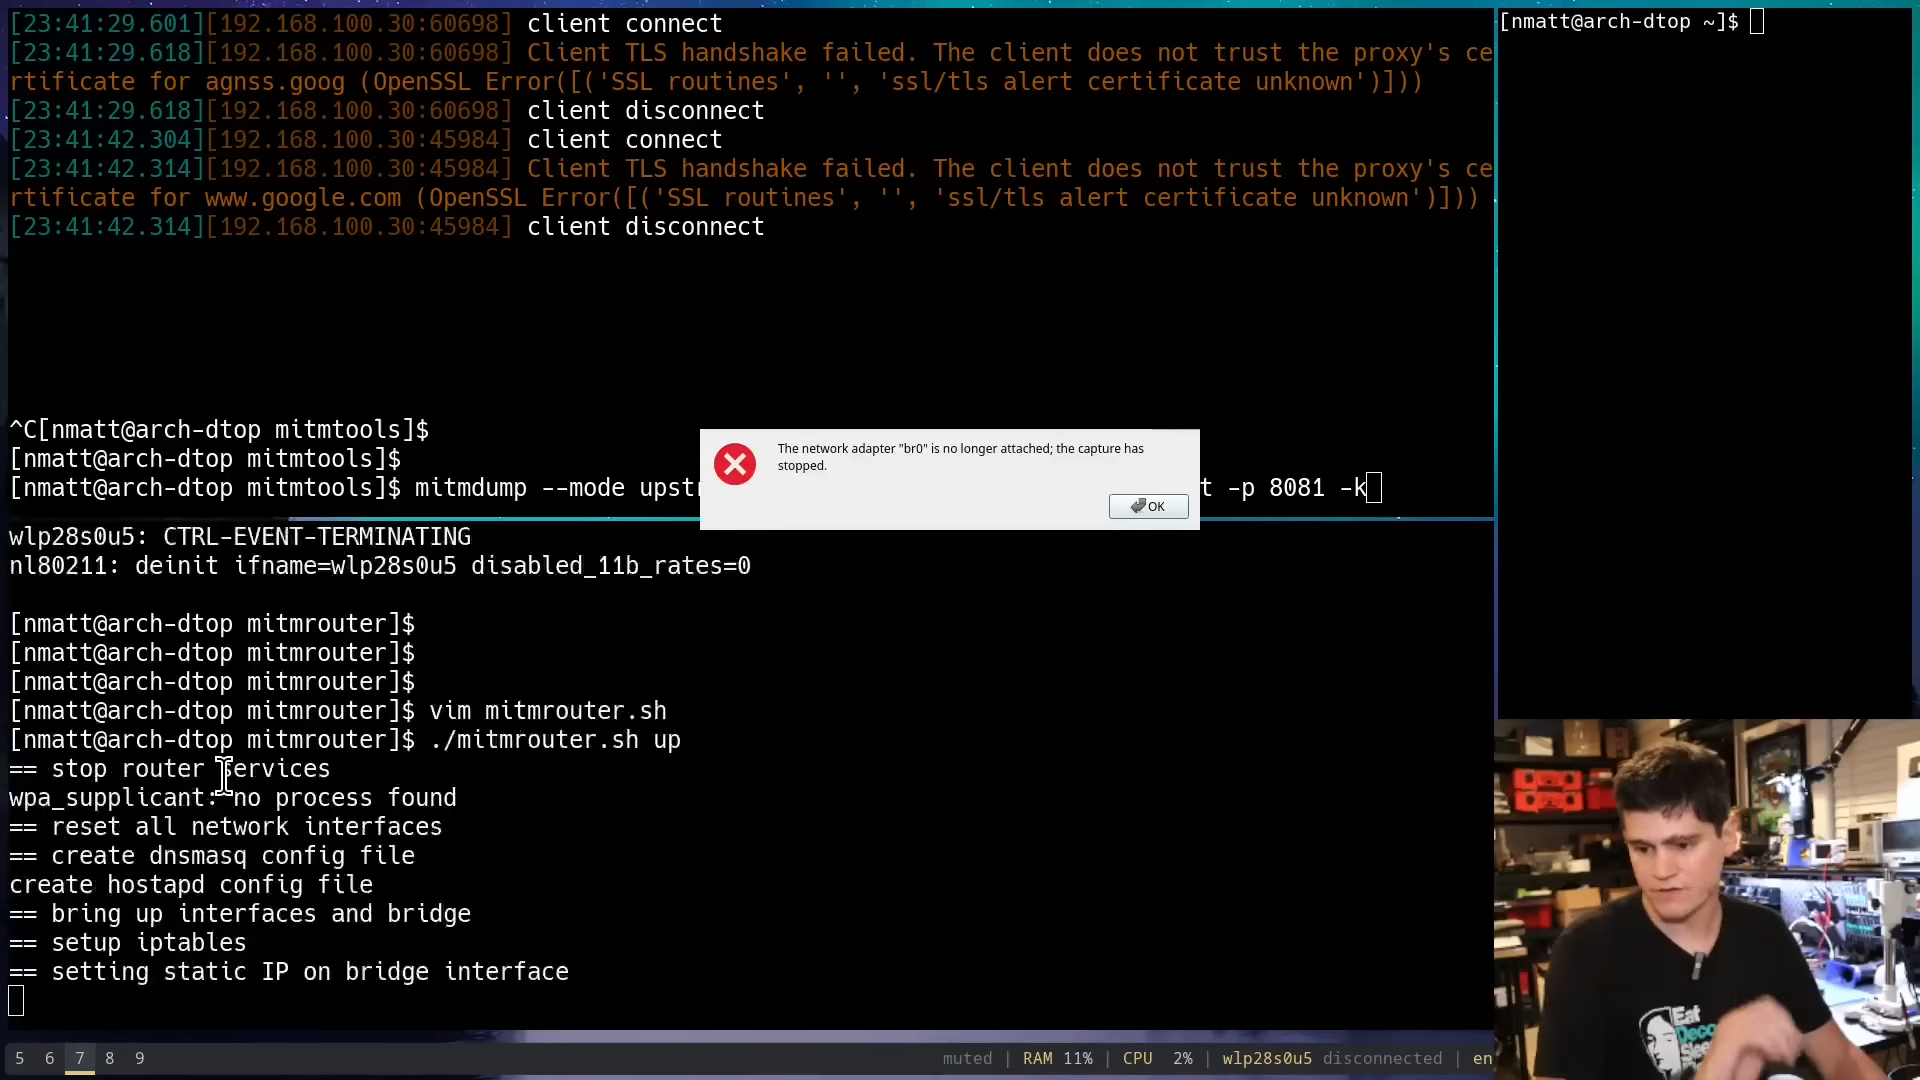 [23:41:29.601][192.168.100.30:60698] client connect
[23:41:29.618][192.168.100.30:60698] Client TLS handshake failed. The client does not trust the proxy's ce
rtificate for agnss.goog (OpenSSL Error([('SSL routines', '', 'ssl/tls alert certificate unknown')]))
[23:41:29.618][192.168.100.30:60698] client disconnect
[23:41:42.304][192.168.100.30:45984] client connect
[23:41:42.314][192.168.100.30:45984] Client TLS handshake failed. The client does not trust the proxy's ce
rtificate for www.google.com (OpenSSL Error([('SSL routines', '', 'ssl/tls alert certificate unknown')]))
[23:41:42.314][192.168.100.30:45984] client disconnect
^C[nmatt@arch-dtop mitmtools]$
[nmatt@arch-dtop mitmtools]$
[nmatt@arch-dtop mitmtools]$ mitmdump --mode upstr t -p 8081 -k
The network adapter "br0" is no longer attached; the capture has
stopped.
OK
wlp28s0u5: CTRL-EVENT-TERMINATING
nl80211: deinit ifname=wlp28s0u5 disabled_11b_rates=0
[nmatt@arch-dtop mitmrouter]$
[nmatt@arch-dtop mitmrouter]$
[nmatt@arch-dtop mitmrouter]$
[nmatt@arch-dtop mitmrouter]$ vim mitmrouter.sh
[nmatt@arch-dtop mitmrouter]$ ./mitmrouter.sh up
== stop router services
wpa_supplicant: no process found
== reset all network interfaces
== create dnsmasq config file
create hostapd config file
== bring up interfaces and bridge
== setup iptables
== setting static IP on bridge interface
5 6 7 8 9
muted | RAM 11% | CPU 2% | wlp28s0u5 disconnected | en
[nmatt@arch-dtop ~]$
Eat